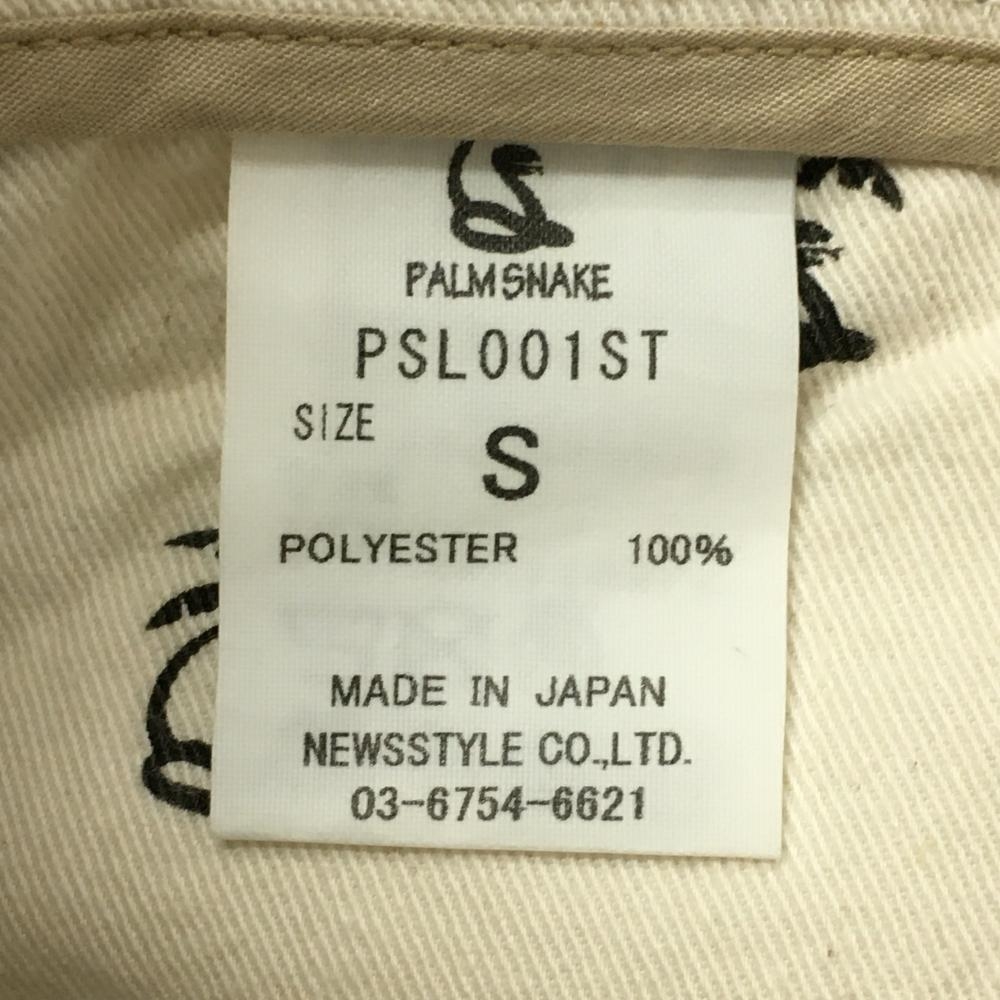 PALMSNAKE
PSL001ST
SIZE
S
POLYESTER 100%
MADE IN JAPAN
NEWSSTYLE CO.,LTD.
03-6754-6621